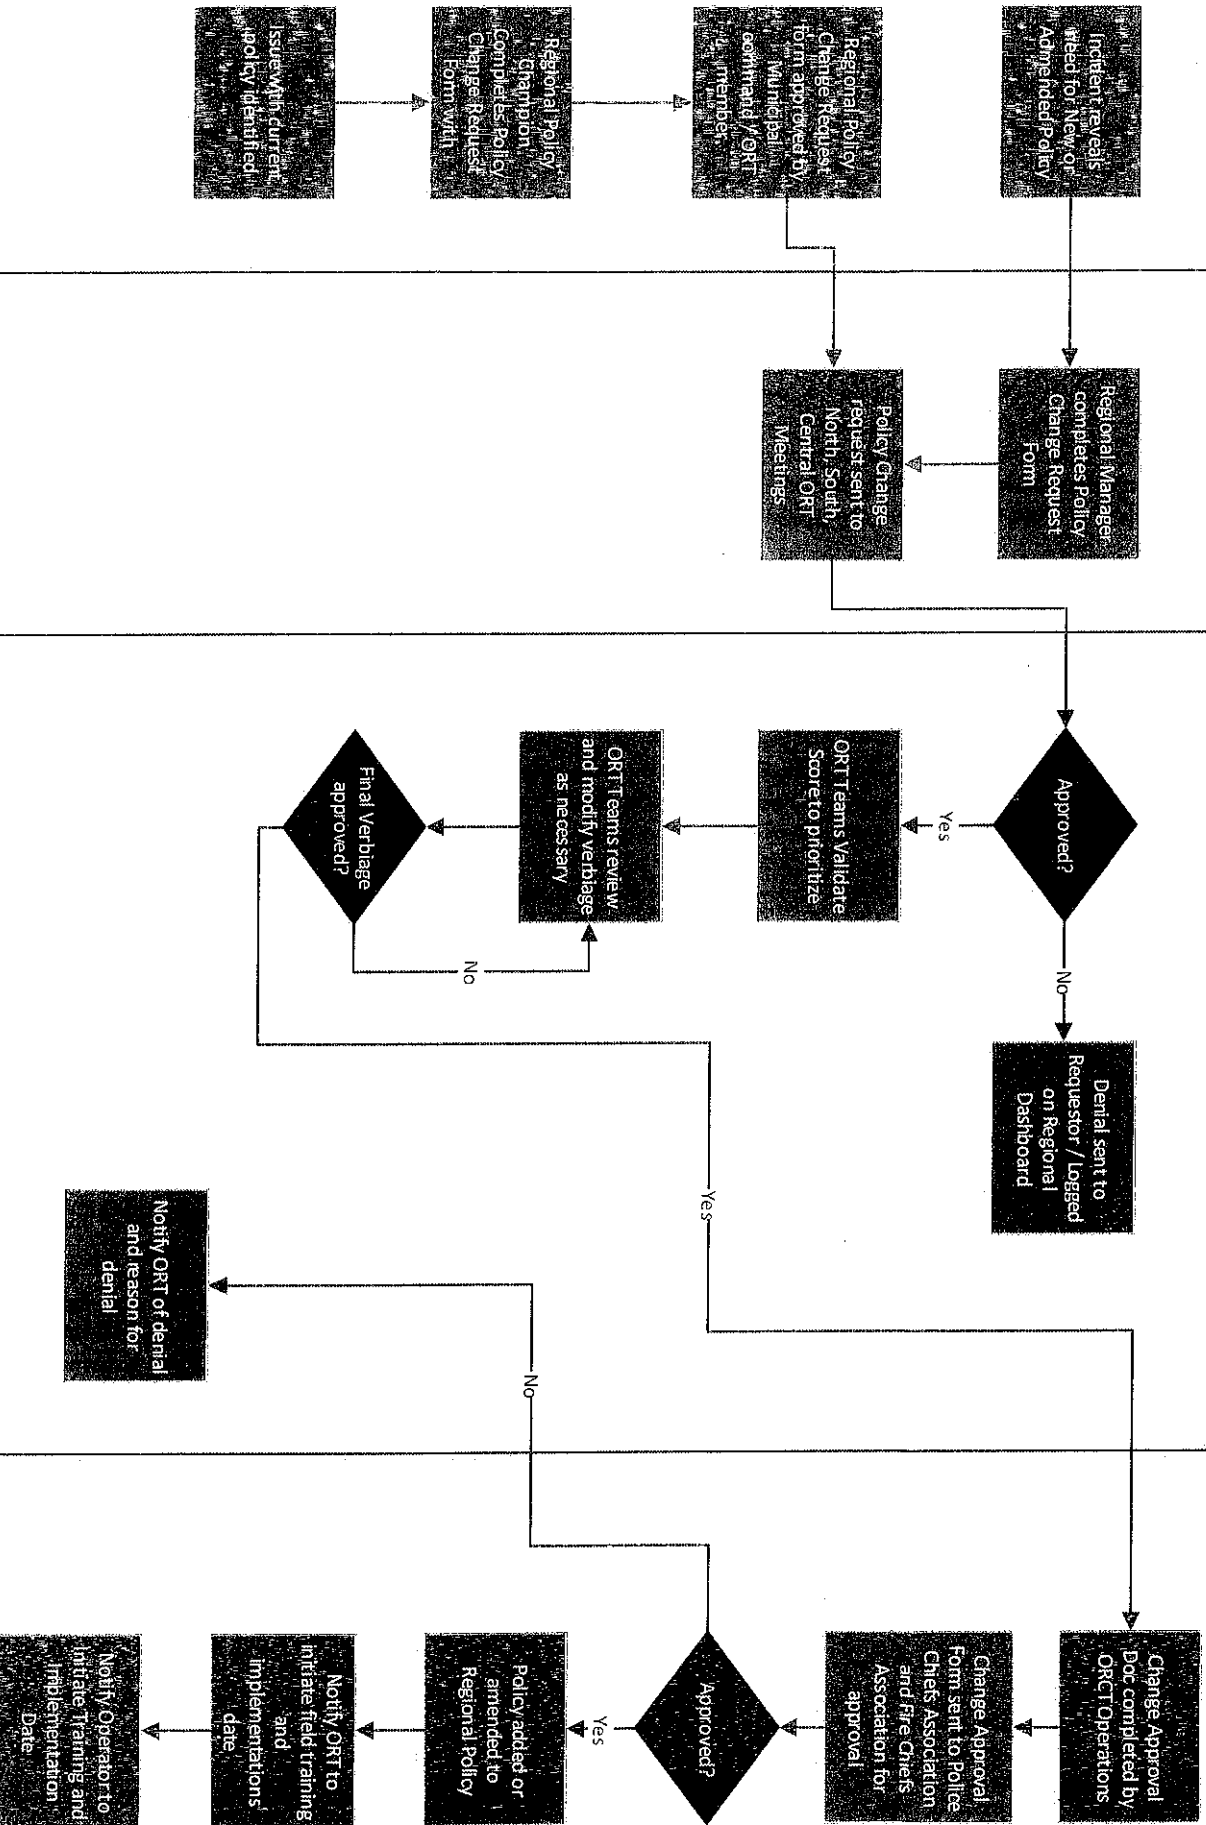 Incident reveals
need for New or
Admended Policy
Regional Policy
Change Request
form approved by
Municipal
command / ORT
member
Regional Policy
Champion
Completes Policy
Change Request
Form with
Issue with current
policy identified
Regional Manager
completes Policy
Change Request
Form
Policy Change
request sent to
North, South,
Central ORT
Meetings
Approved?
No
Denial sent to
Requestor / Logged
on Regional
Dashboard
Yes
ORT Teams Validate
Score to prioritize
ORT Teams review
and modify verbiage
as necessary
Final Verbiage
approved?
No
Yes
Notify ORT of denial
and reason for
denial
No
Change Approval
Doc completed by
ORCT Operations
Change Approval
Form sent to Police
Chiefs Association
and Fire Chiefs
Association for
approval
Approved?
Yes
Policy added or
amended to
Regional Policy
Notify ORT to
initiate field training
and
implementations
date
Notify Operator to
Initiate Training and
Implementation
Date